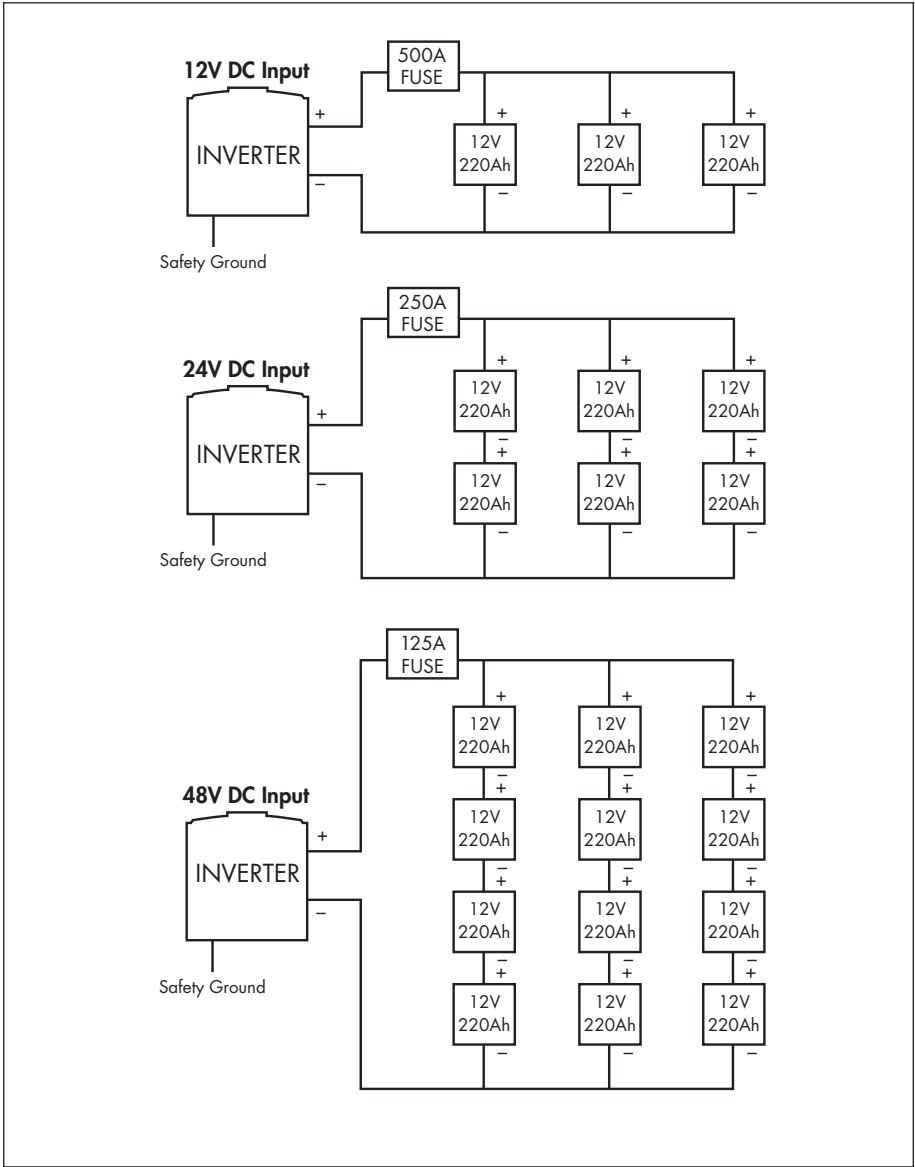 500A
FUSE
12V DC Input
+
INVERTER
–
Safety Ground
+
+
+
12V
220Ah
12V
220Ah
12V
220Ah
–
–
–
250A
FUSE
24V DC Input
+
INVERTER
–
Safety Ground
+
+
+
12V
220Ah
12V
220Ah
12V
220Ah
–
–
–
+
+
+
12V
220Ah
12V
220Ah
12V
220Ah
–
–
–
125A
FUSE
48V DC Input
+
INVERTER
–
Safety Ground
+
+
+
12V
220Ah
12V
220Ah
12V
220Ah
–
–
–
+
+
+
12V
220Ah
12V
220Ah
12V
220Ah
–
–
–
+
+
+
12V
220Ah
12V
220Ah
12V
220Ah
–
–
–
+
+
+
12V
220Ah
12V
220Ah
12V
220Ah
–
–
–